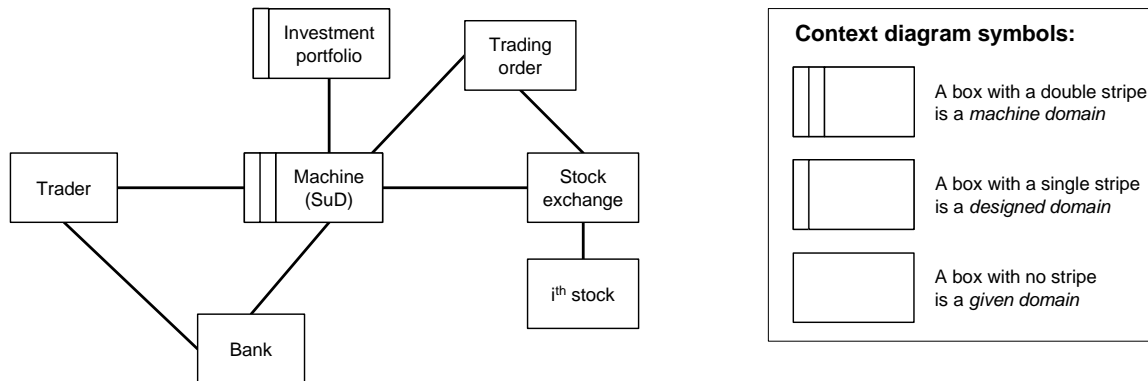 Investment
portfolio
Trading
order
Trader
Machine
(SuD)
Stock
exchange
ith stock
Bank
Context diagram symbols:
A box with a double stripe
is a machine domain
A box with a single stripe
is a designed domain
A box with no stripe
is a given domain